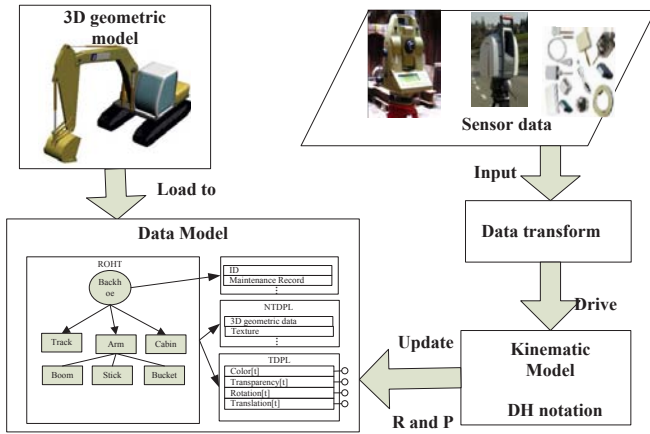 3D geometric
model
Sensor data
Load to
Input
Data Model
Data transform
ROHT
Backh
oe
ID
Maintenance Record
⋮
NTDPL
3D geometric data
Texture
⋮
Track
Arm
Cabin
Boom
Stick
Bucket
TDPL
Color[t]
Transparency[t]
Rotation[t]
Translation[t]
Drive
Update
R and P
Kinematic
Model
DH notation